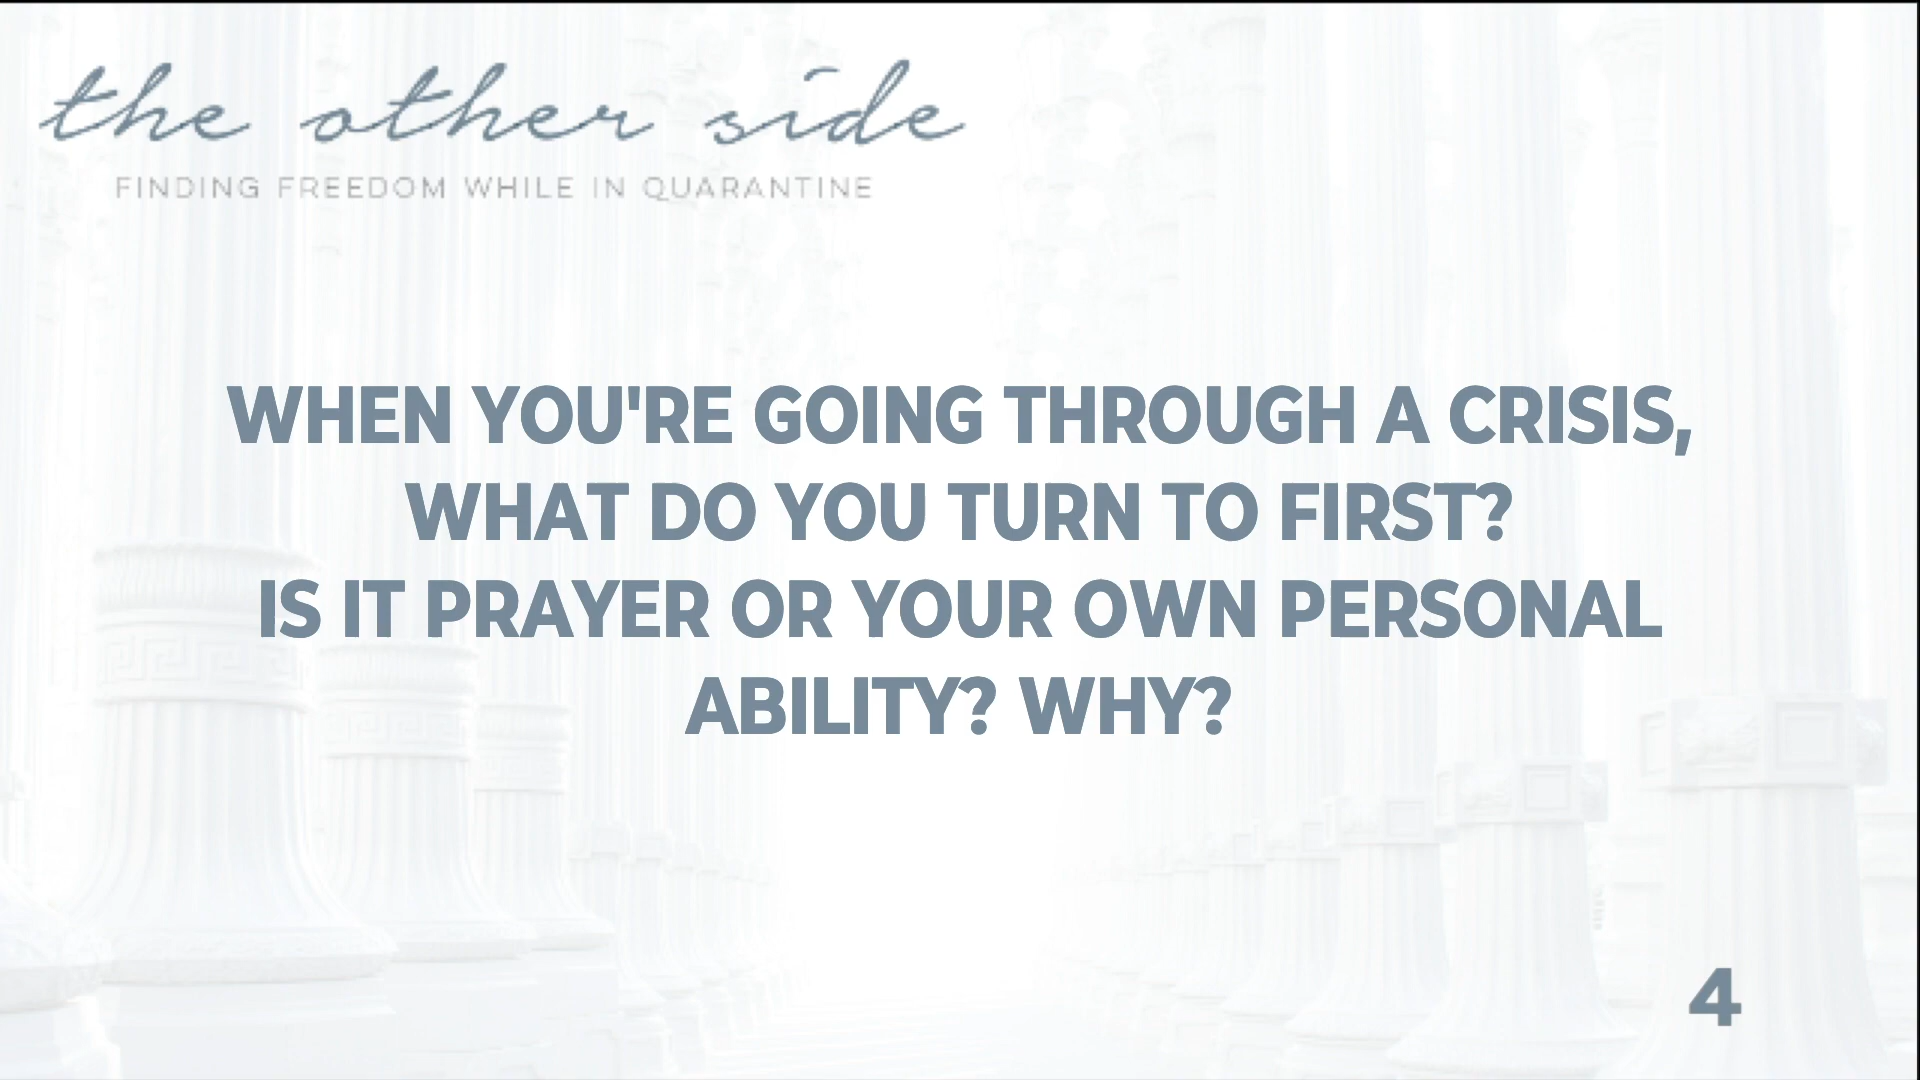 the other side
FINDING FREEDOM WHILE IN QUARANTINE
WHEN YOU'RE GOING THROUGH A CRISIS,
WHAT DO YOU TURN TO FIRST?
IS IT PRAYER OR YOUR OWN PERSONAL
ABILITY? WHY?
4